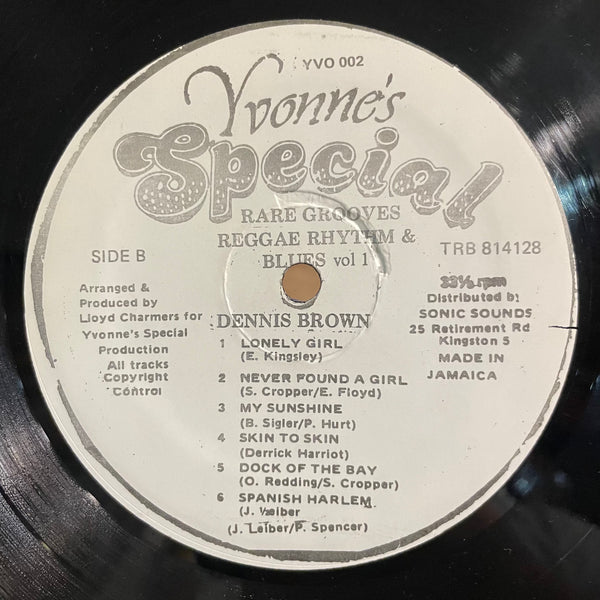 YVO 002
Yvonne's
Special
RARE GROOVES
REGGAE RHYTHM &
BLUES vol 1
SIDE B
TRB 814128
Arranged &
Produced by
Lloyd Charmers for
Yvonne's Special
Production
All tracks
Copyright
Control
33⅓ rpm
Distributed by
SONIC SOUNDS
25 Retirement Rd
Kingston 5
MADE IN
JAMAICA
DENNIS BROWN
1 LONELY GIRL
(E. Kingsley)
2 NEVER FOUND A GIRL
(S. Cropper/E. Floyd)
3 MY SUNSHINE
(B. Sigler/P. Hurt)
4 SKIN TO SKIN
(Derrick Harriot)
5 DOCK OF THE BAY
(O. Redding/S. Cropper)
6 SPANISH HARLEM
(J.
(J. Leiber/P. Spencer)